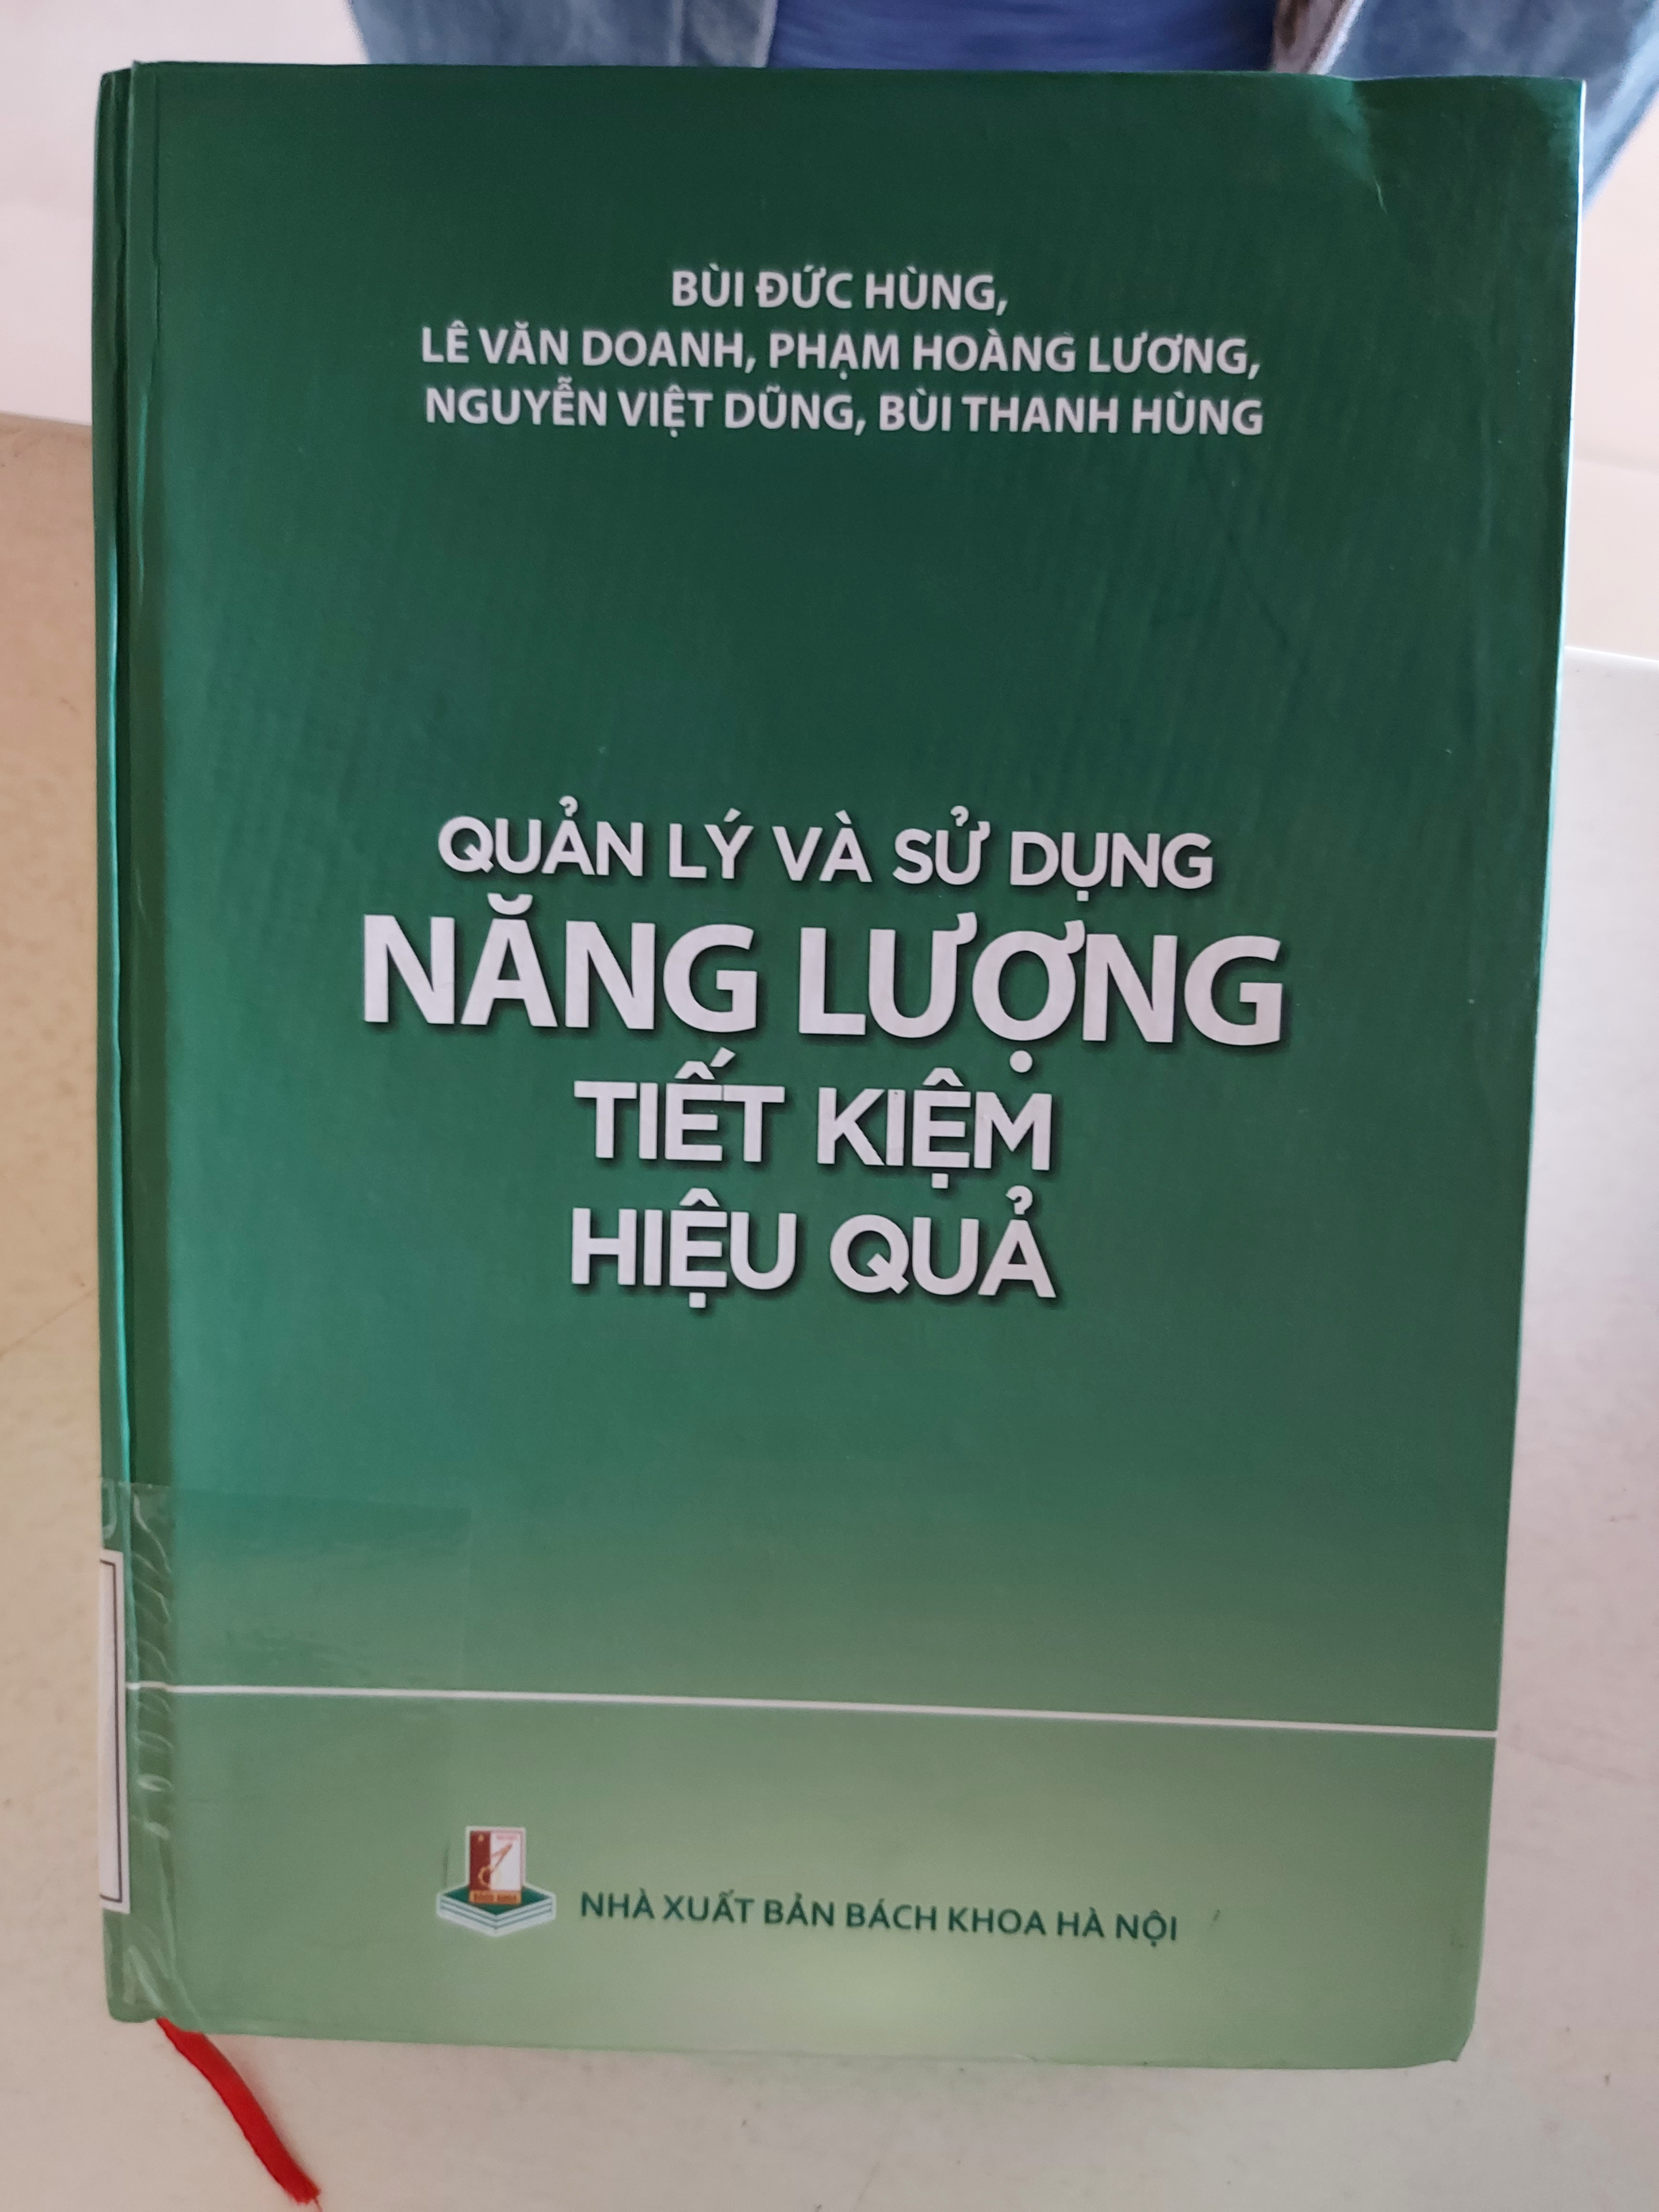 BÙI ĐỨC HÙNG,
LÊ VĂN DOANH, PHẠM HOÀNG LƯƠNG,
NGUYỄN VIỆT DŨNG, BÙI THANH HÙNG
QUẢN LÝ VÀ SỬ DỤNG
NĂNG LƯỢNG
TIẾT KIỆM
HIỆU QUẢ
NHÀ XUẤT BẢN BÁCH KHOA HÀ NỘI